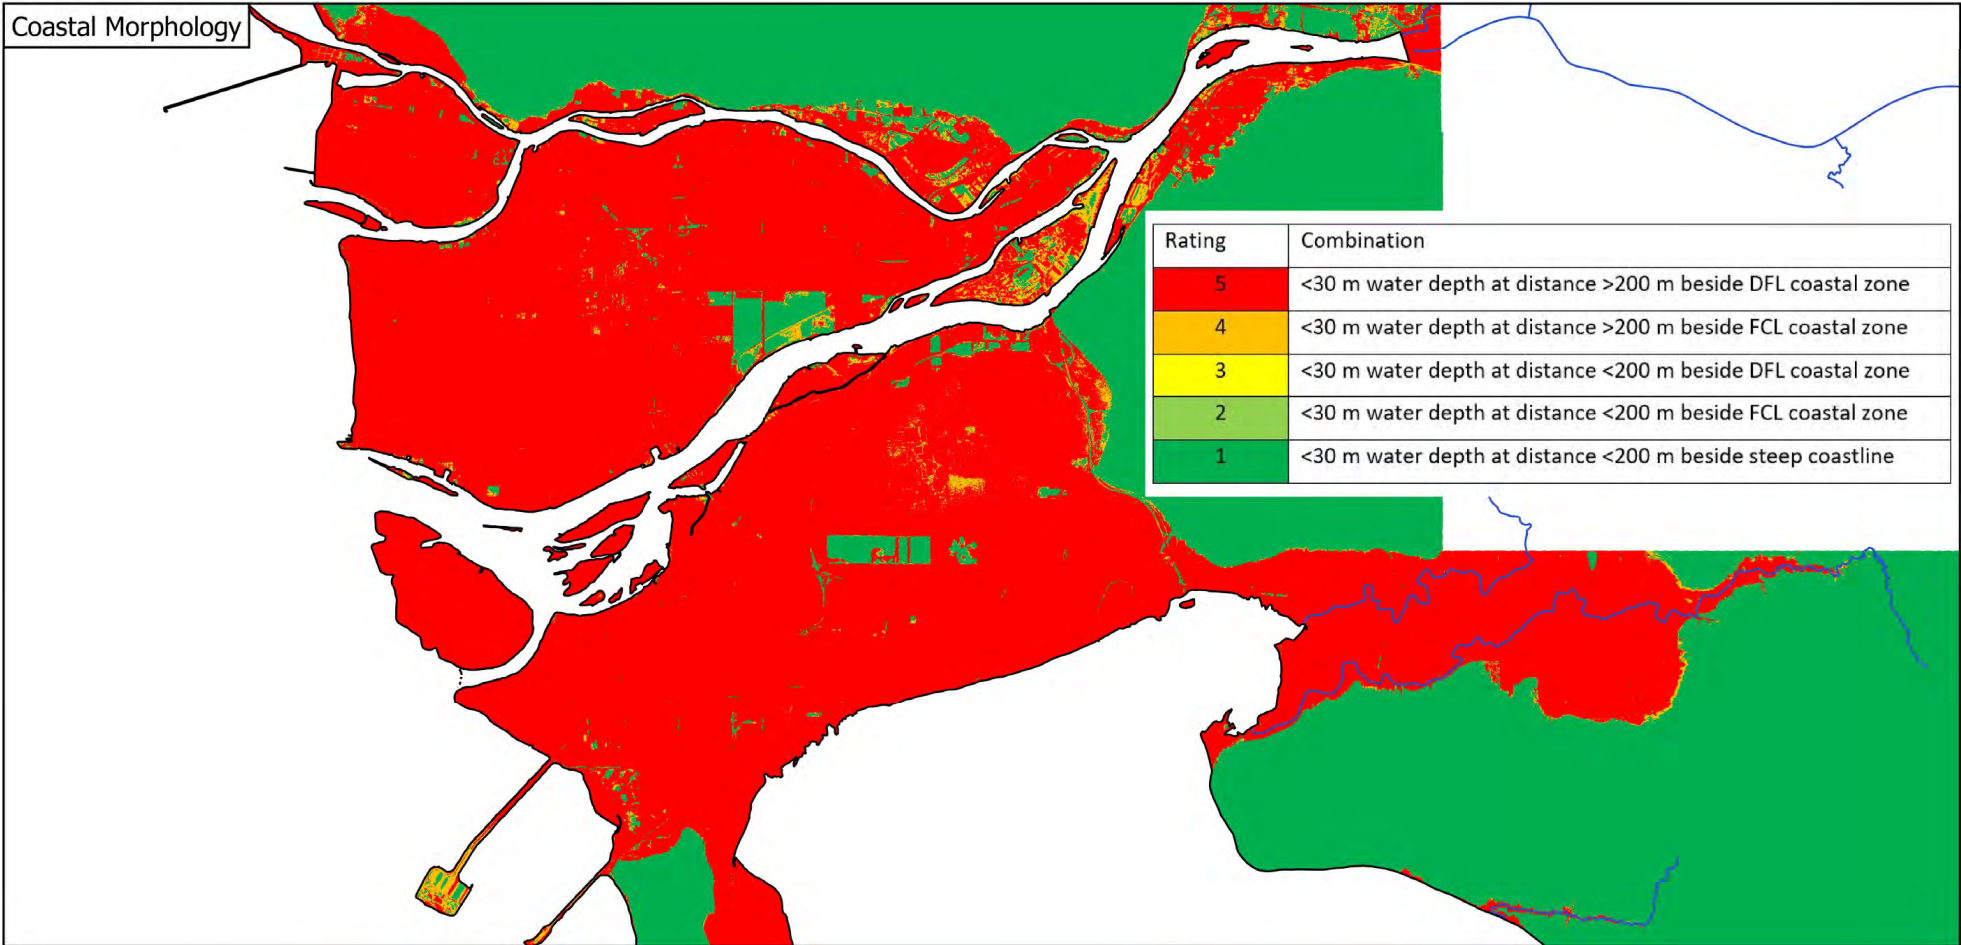 Coastal Morphology
Rating Combination
5 <30 m water depth at distance >200 m beside DFL coastal zone
4 <30 m water depth at distance >200 m beside FCL coastal zone
3 <30 m water depth at distance <200 m beside DFL coastal zone
2 <30 m water depth at distance <200 m beside FCL coastal zone
1 <30 m water depth at distance <200 m beside steep coastline